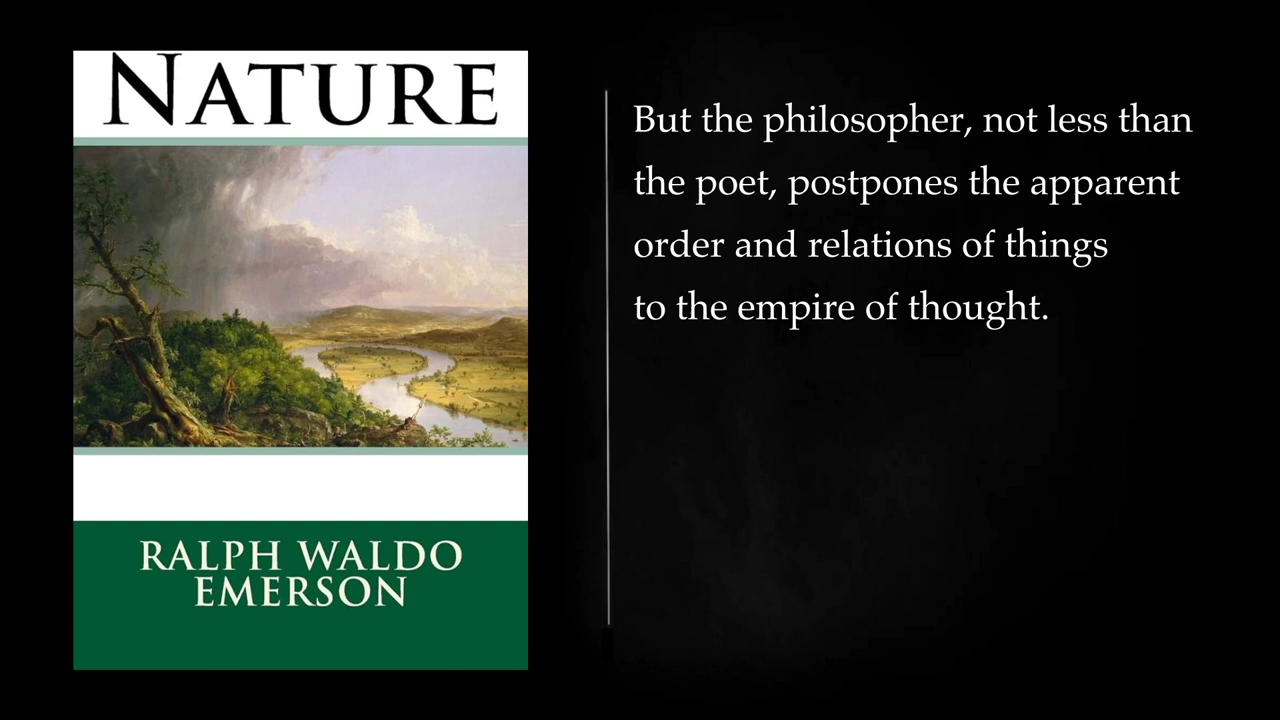 NATURE
RALPH WALDO
EMERSON
But the philosopher, not less than
the poet, postpones the apparent
order and relations of things
to the empire of thought.